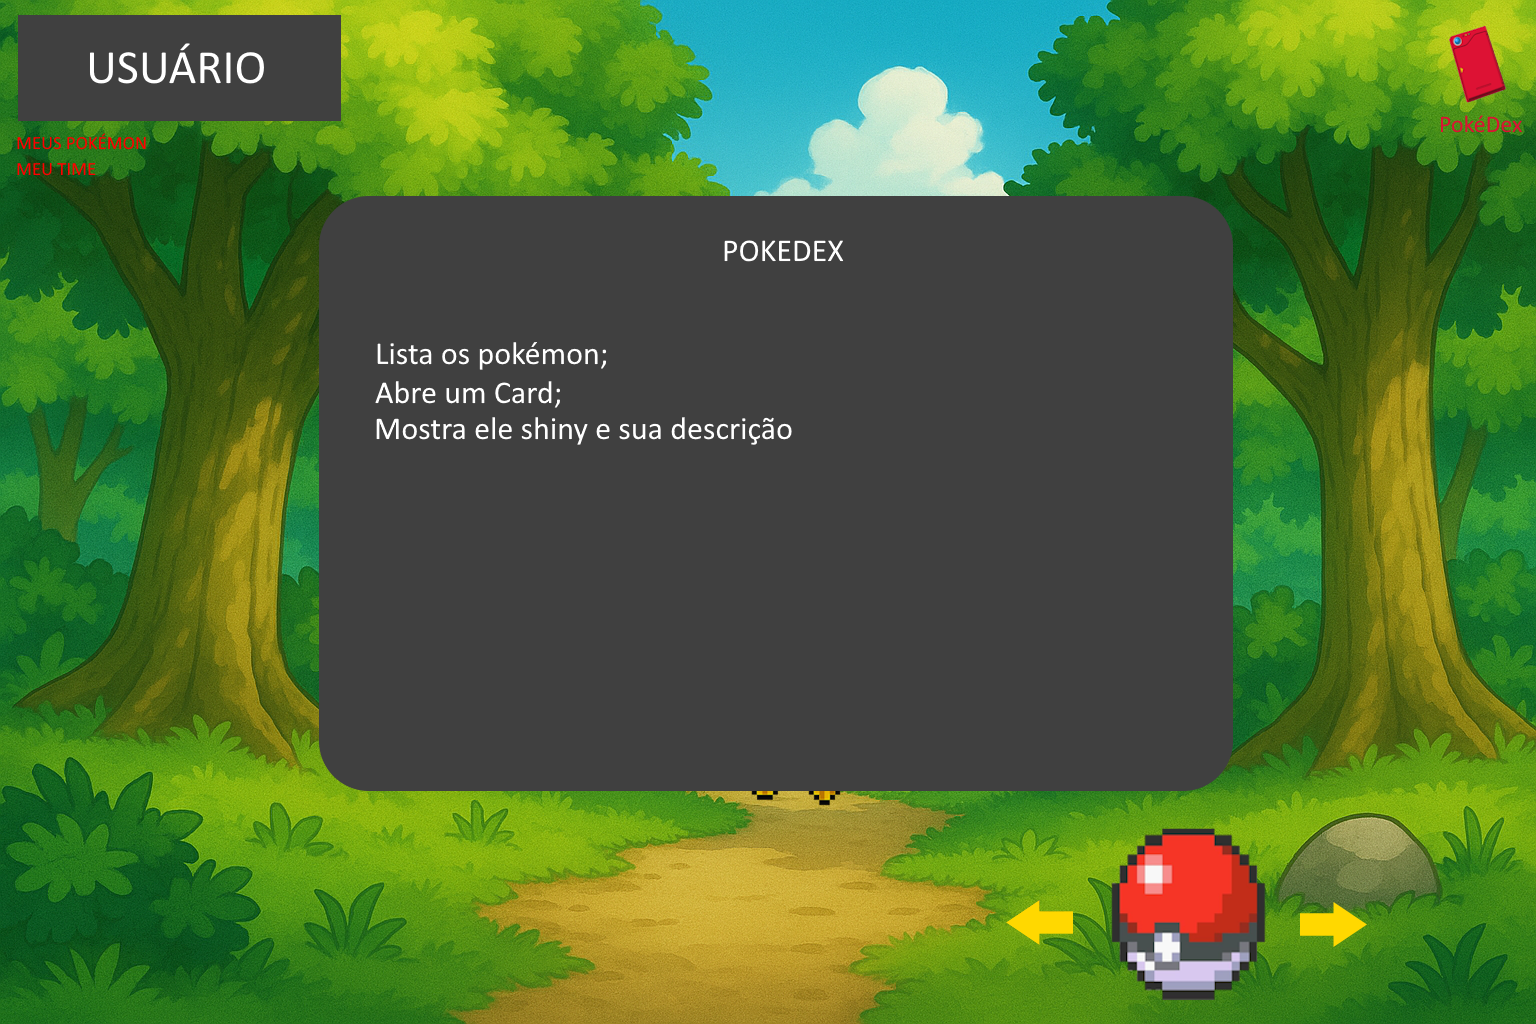 USUÁRIO
MEUS POKÉMON
MEU TIME
PokéDex
POKEDEX
Lista os pokémon;
Abre um Card;
Mostra ele shiny e sua descrição